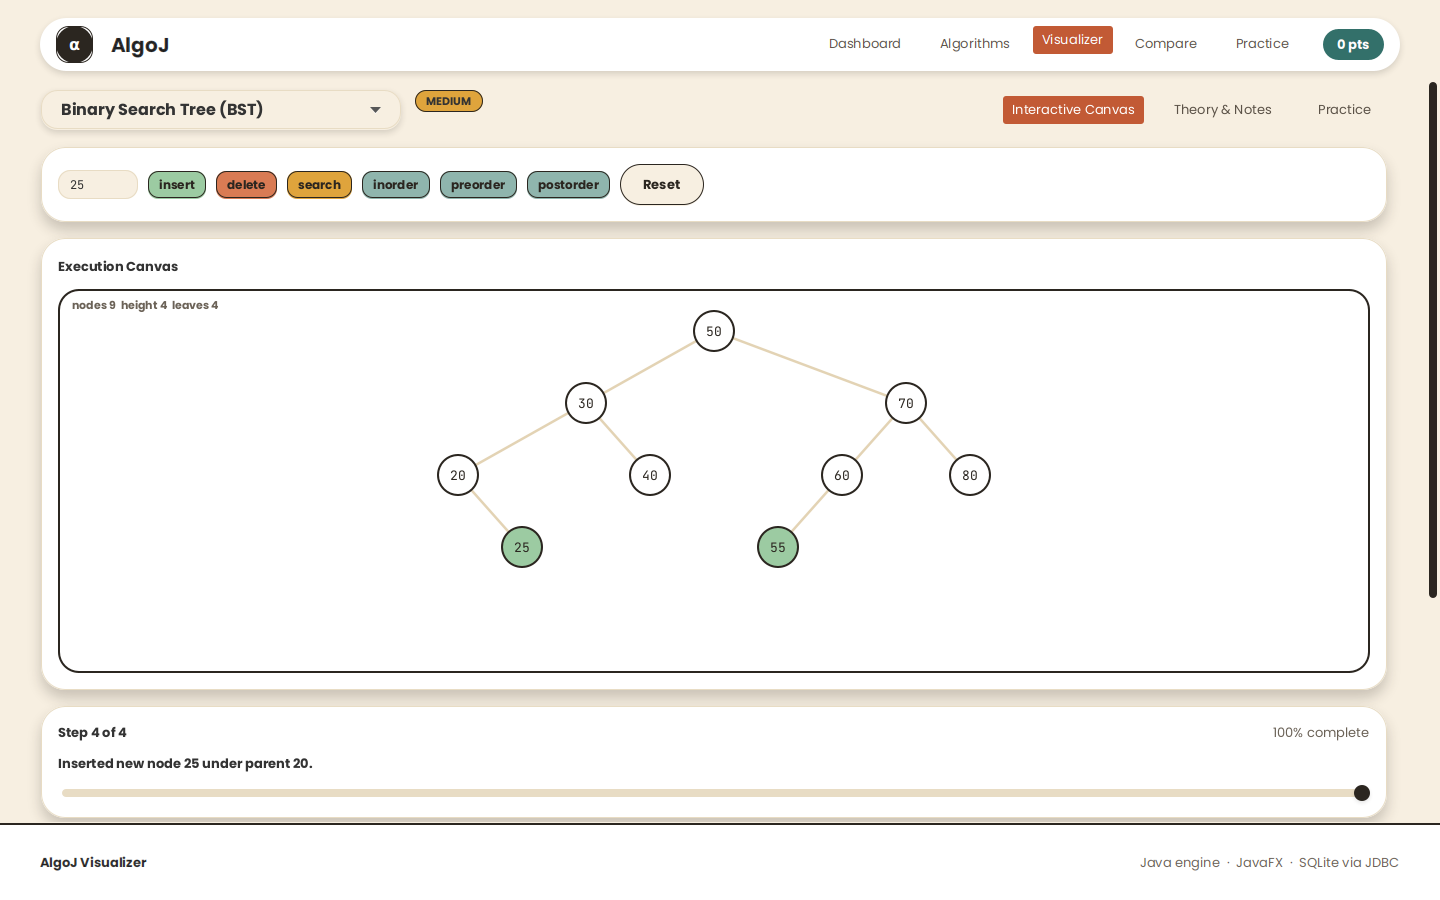 α AlgoJ Dashboard Algorithms Visualizer Compare Practice 0 pts
Binary Search Tree (BST) MEDIUM Interactive Canvas Theory & Notes Practice
25 insert delete search inorder preorder postorder Reset
Execution Canvas
nodes 9 height 4 leaves 4
50
30 70
20 40 60 80
25 55
Step 4 of 4 100% complete
Inserted new node 25 under parent 20.
AlgoJ Visualizer Java engine · JavaFX · SQLite via JDBC